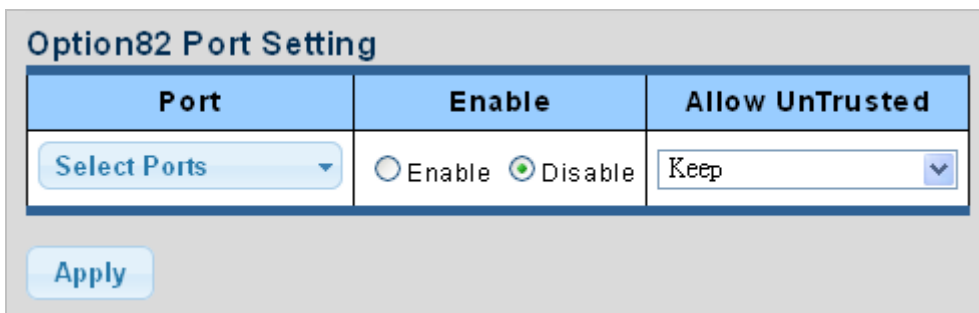 Option82 Port Setting
Port Enable Allow UnTrusted
Select Ports Enable Disable Keep
Apply